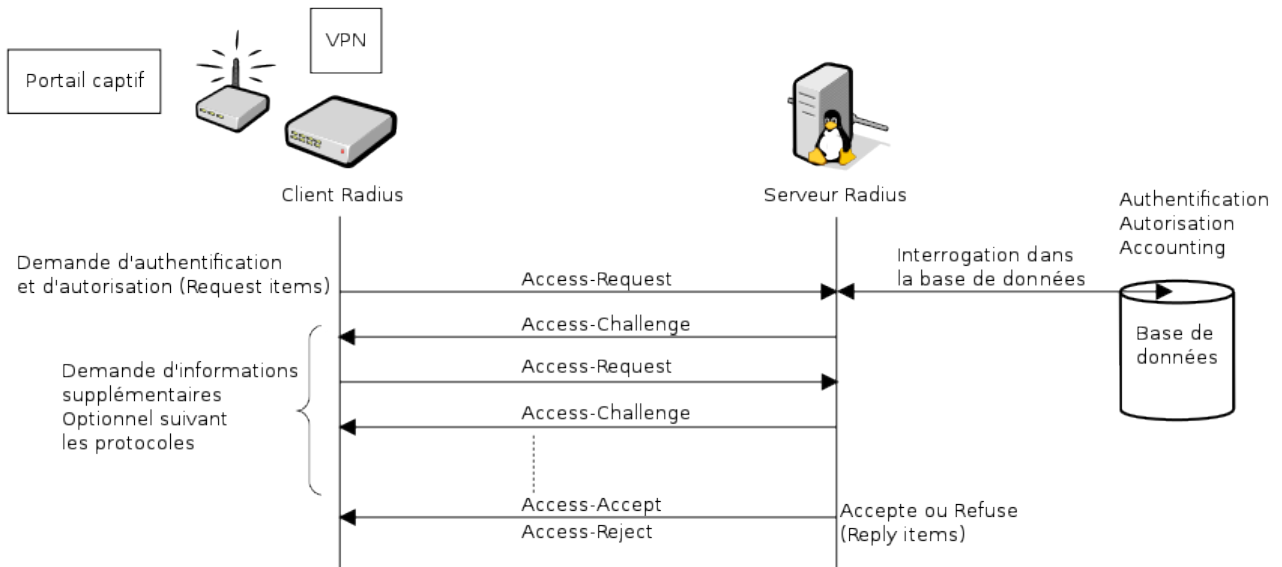 VPN
Portail captif
Client Radius
Serveur Radius
Authentification
Autorisation
Accounting
Demande d'authentification
et d'autorisation (Request items)
Access-Request
Interrogation dans
la base de données
Access-Challenge
Base de
données
Demande d'informations
supplémentaires
Optionnel suivant
les protocoles
Access-Request
Access-Challenge
Access-Accept
Access-Reject
Accepte ou Refuse
(Reply items)